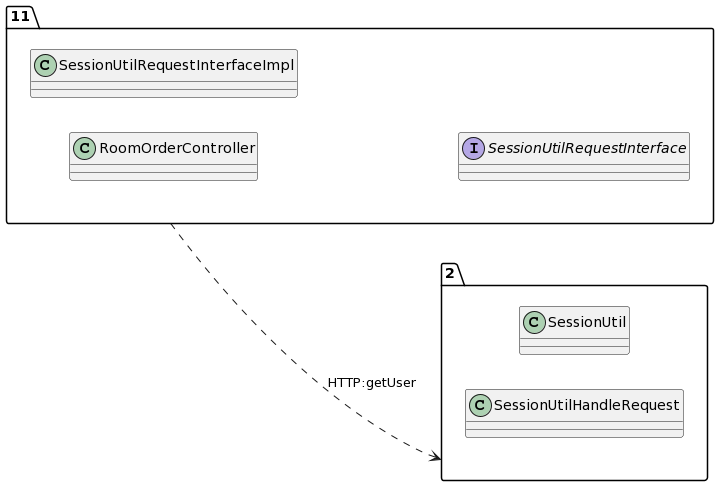 11
C SessionUtilRequestInterfaceImpl
C RoomOrderController
I SessionUtilRequestInterface
2
C SessionUtil
HTTP:getUser
C SessionUtilHandleRequest